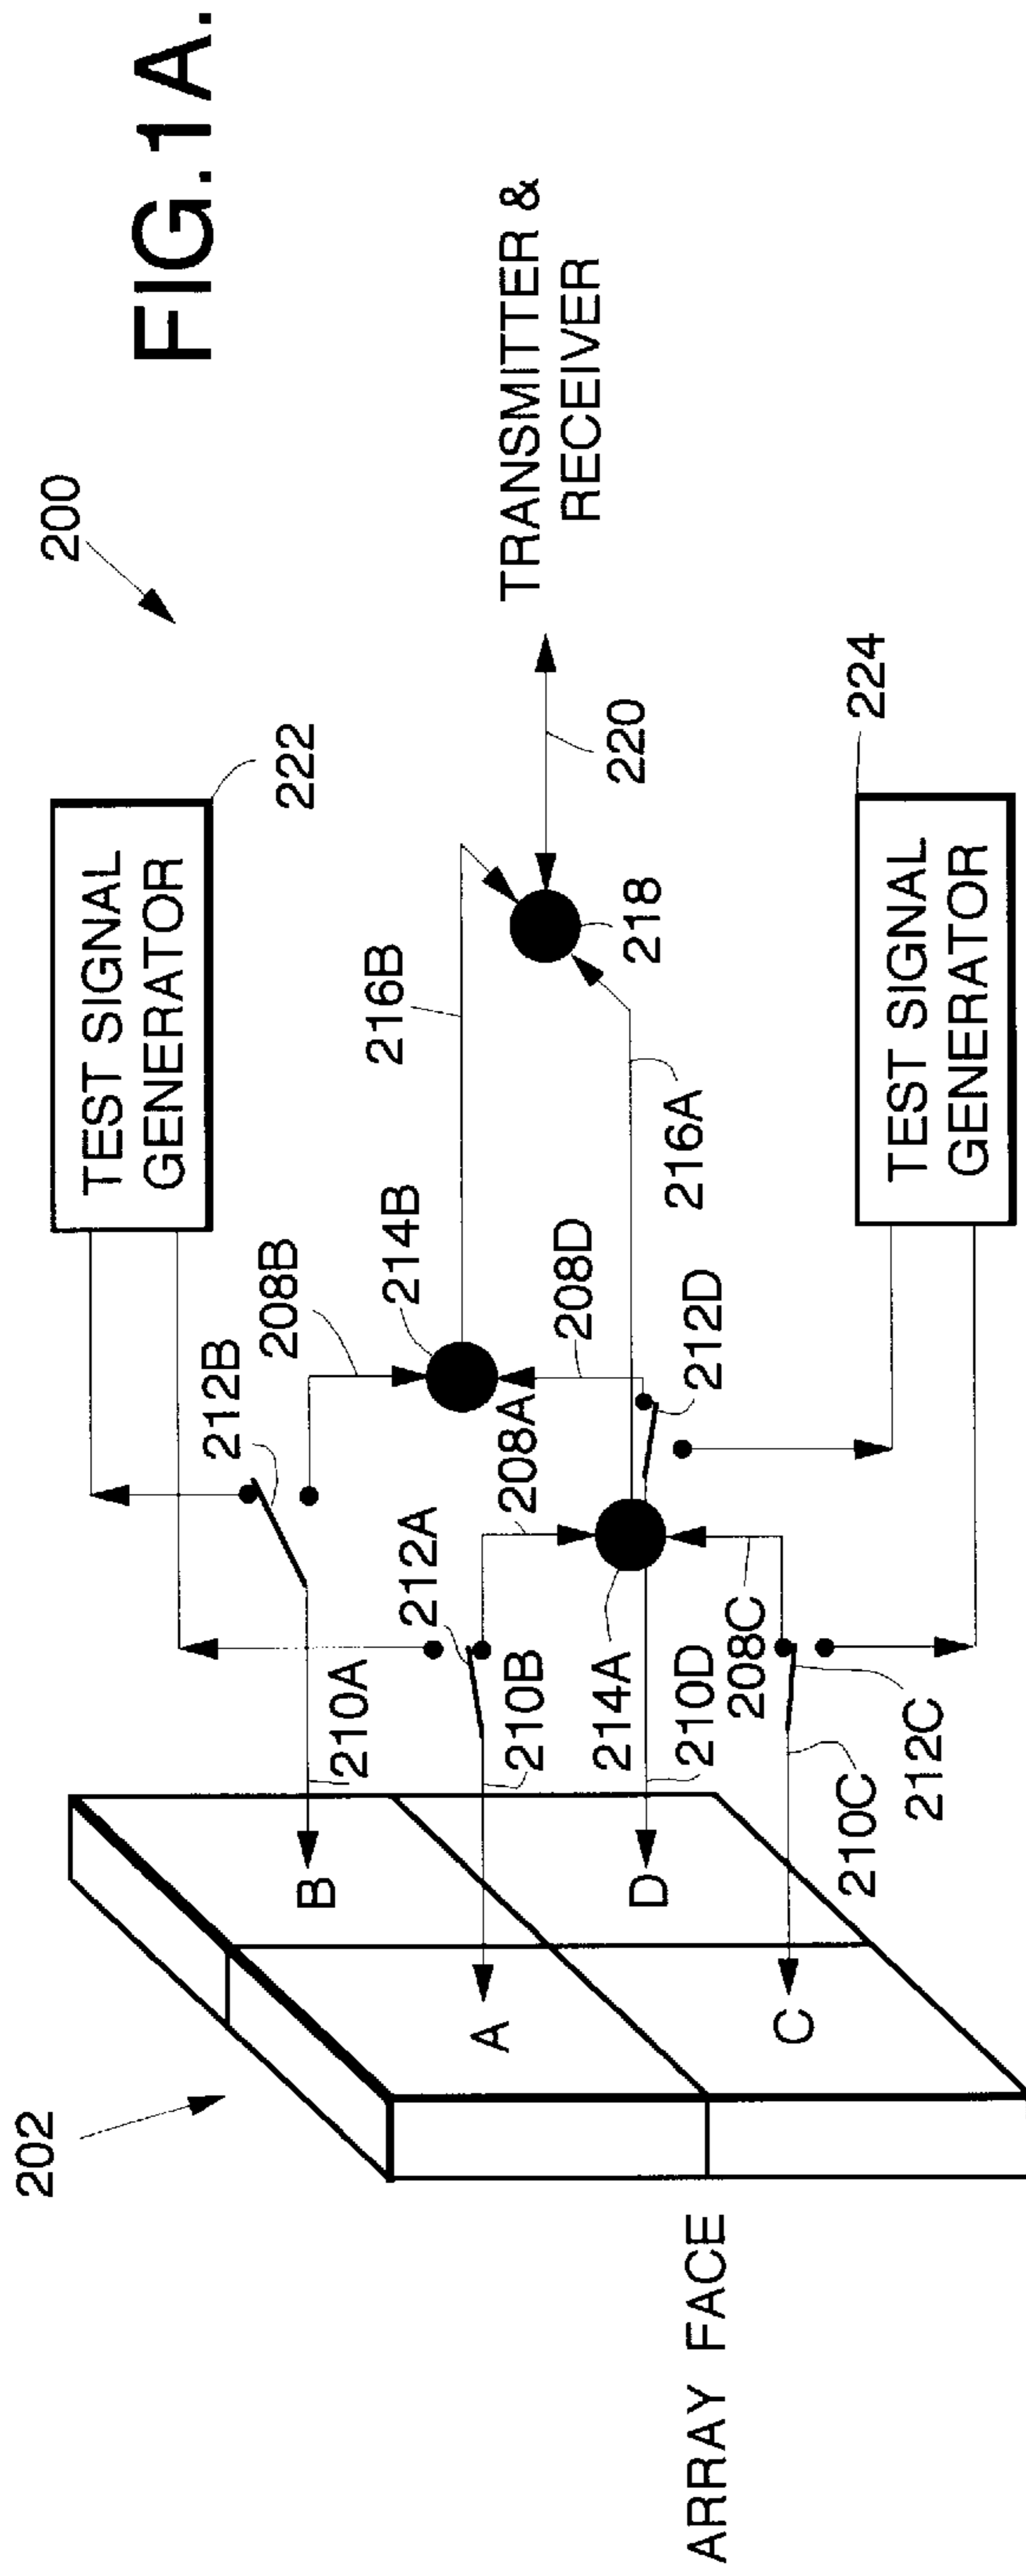 FIG.1A.
200
TEST SIGNAL
GENERATOR
222
202
212B
208B
216B
214B
TRANSMITTER &
RECEIVER
220
218
210A
B
212A
208A
208D
216A
212D
A
210B
214A
D
210D
208C
224
TEST SIGNAL
GENERATOR
C
210C
212C
ARRAY FACE